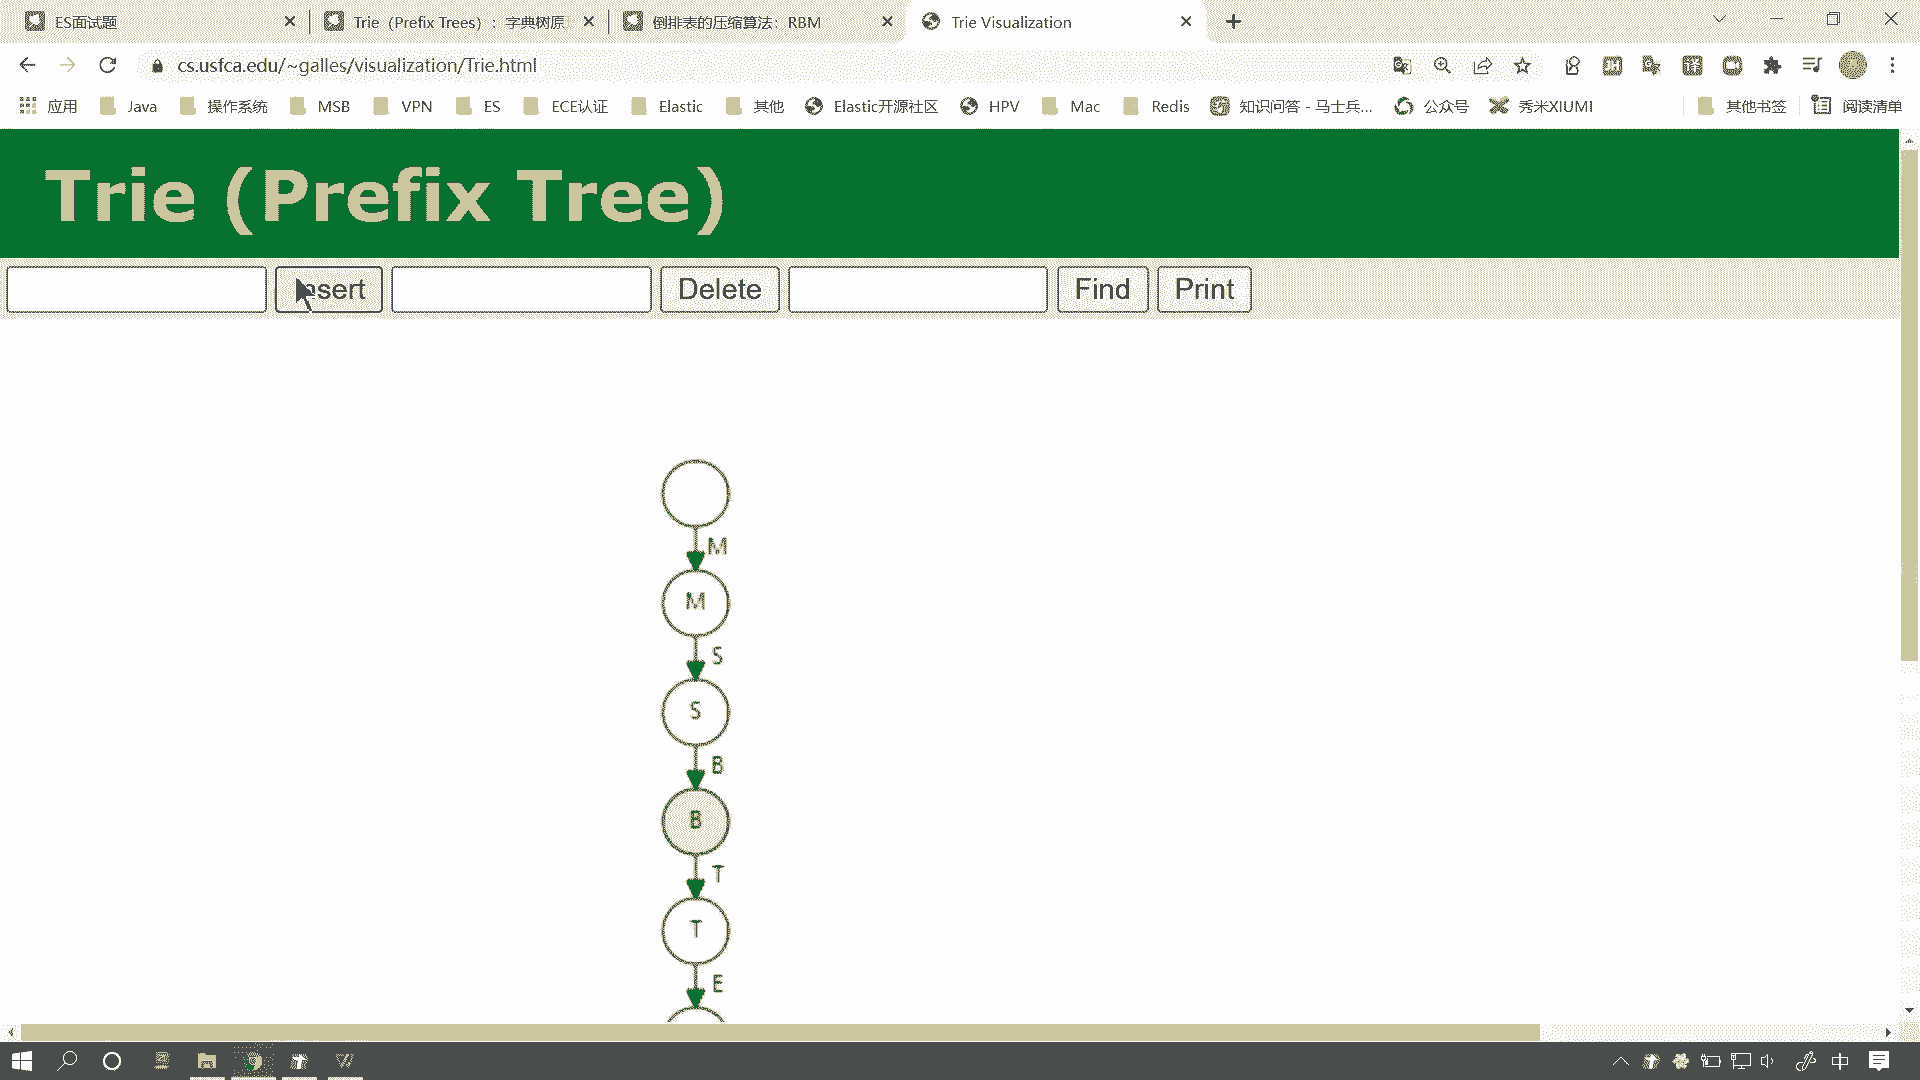 ES面试题
Trie（Prefix Trees）：字典树原
倒排表的压缩算法：RBM
Trie Visualization
cs.usfca.edu/~galles/visualization/Trie.html
应用 Java 操作系统 MSB VPN ES ECE认证 Elastic 其他 Elastic开源社区 HPV Mac Redis 知识问答 - 马士兵... 公众号 秀米XIUMI 其他书签 阅读清单
Trie (Prefix Tree)
Insert Delete Find Print
M
M
S
S
B
B
T
T
E
中